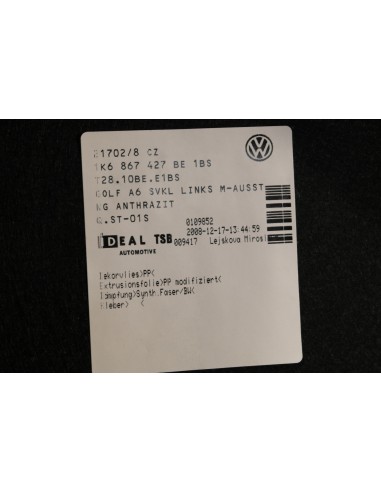 21702/8 CZ
1K6 867 427 BE 1BS
T28.10BE.E1BS
GOLF A6 SVKL LINKS M-AUSST
NG ANTHRAZIT
.ST-01S
0109852
2008-12-17-13:44:59
IDEAL TSB
AUTOMOTIVE
009417 Lejskova Mirosl
ekorvlies>PP<
Extrusionsfolie>PP modifiziert<
ämpfung>Synth.Faser/BW<
Kleber> <